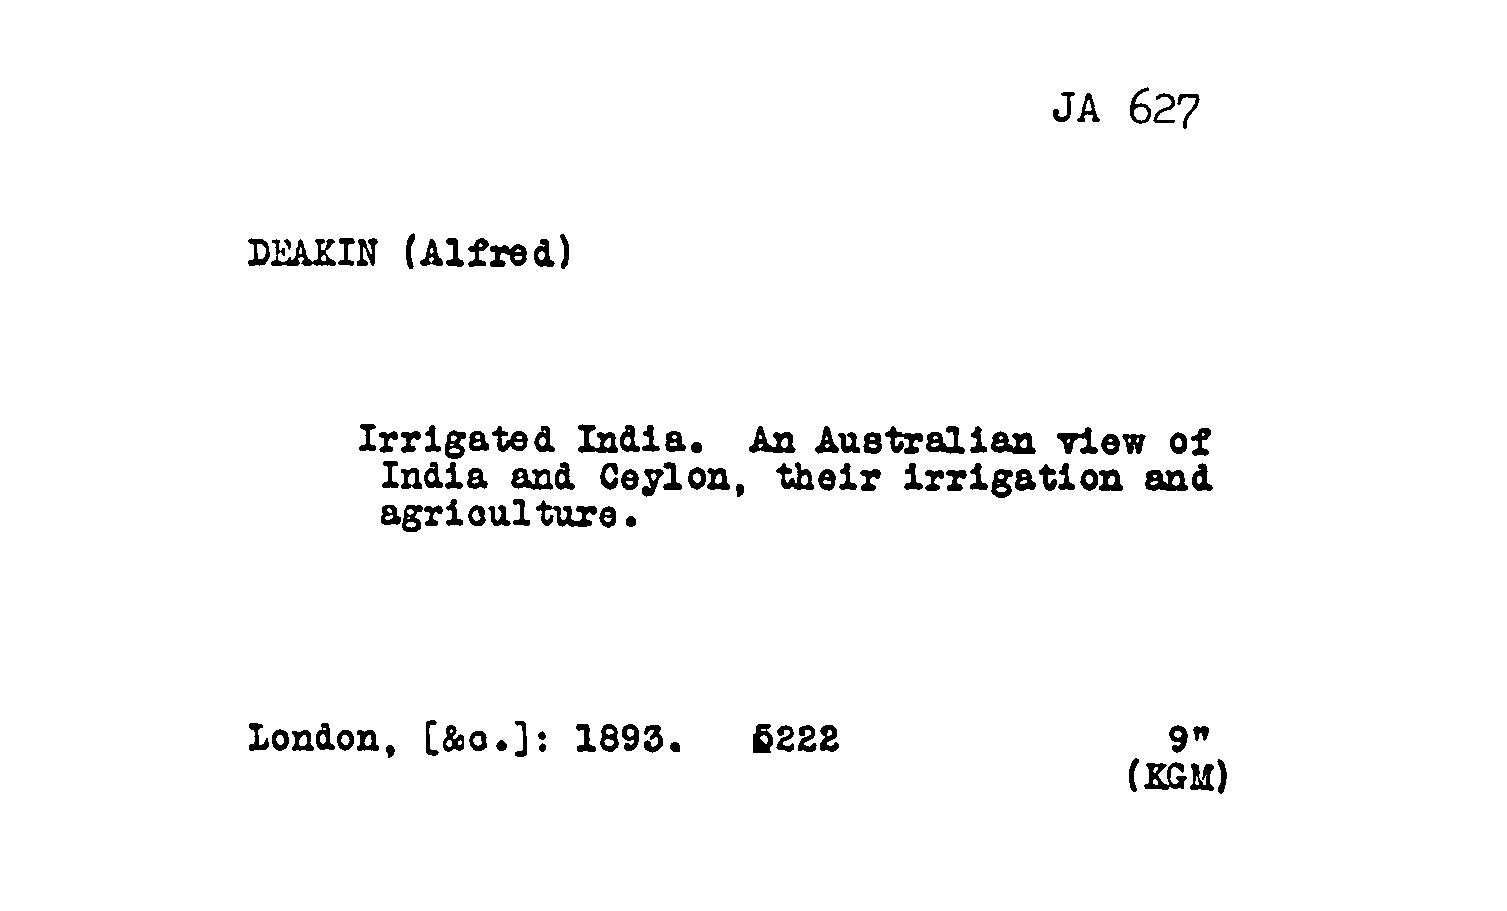 JA 627
DEAKIN (Alfred)
Irrigated India. An Australian view of
India and Ceylon, their irrigation and
agriculture.
London, [&c.]: 1893.
9"
(KGM)